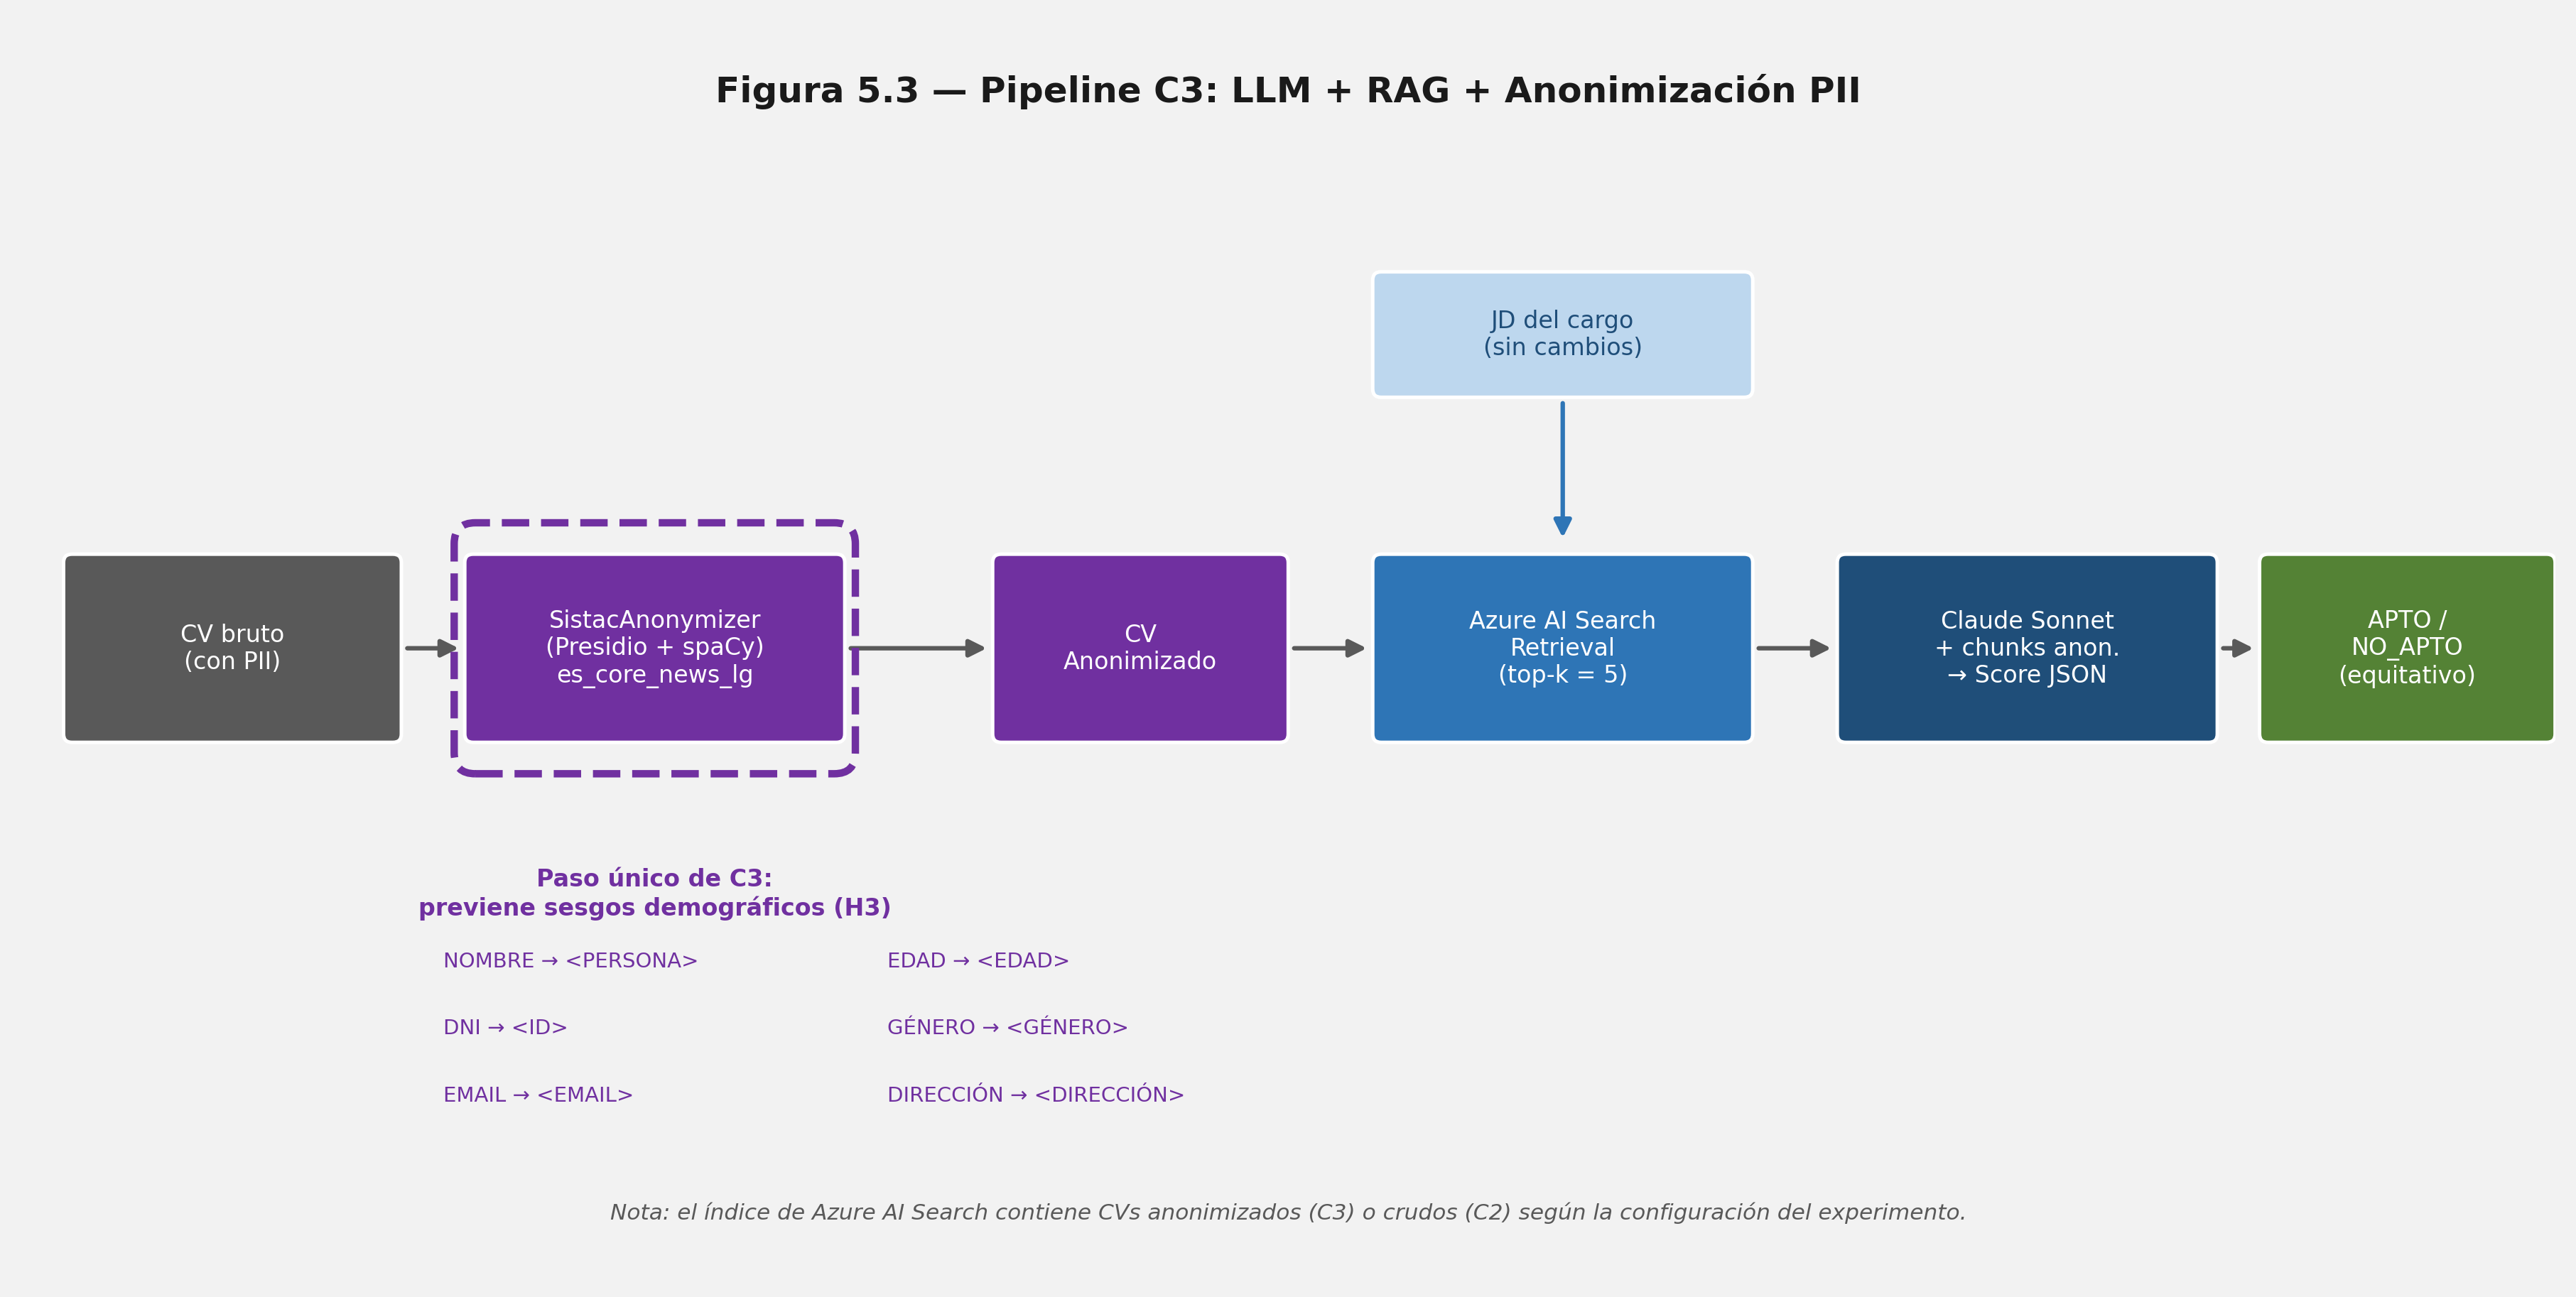 Figura 5.3 — Pipeline C3: LLM + RAG + Anonimización PII
JD del cargo
(sin cambios)
CV bruto
(con PII)
SistacAnonymizer
(Presidio + spaCy)
es_core_news_lg
CV
Anonimizado
Azure AI Search
Retrieval
(top-k = 5)
Claude Sonnet
+ chunks anon.
→ Score JSON
APTO /
NO_APTO
(equitativo)
Paso único de C3:
previene sesgos demográficos (H3)
NOMBRE → <PERSONA>
EDAD → <EDAD>
DNI → <ID>
GÉNERO → <GÉNERO>
EMAIL → <EMAIL>
DIRECCIÓN → <DIRECCIÓN>
Nota: el índice de Azure AI Search contiene CVs anonimizados (C3) o crudos (C2) según la configuración del experimento.